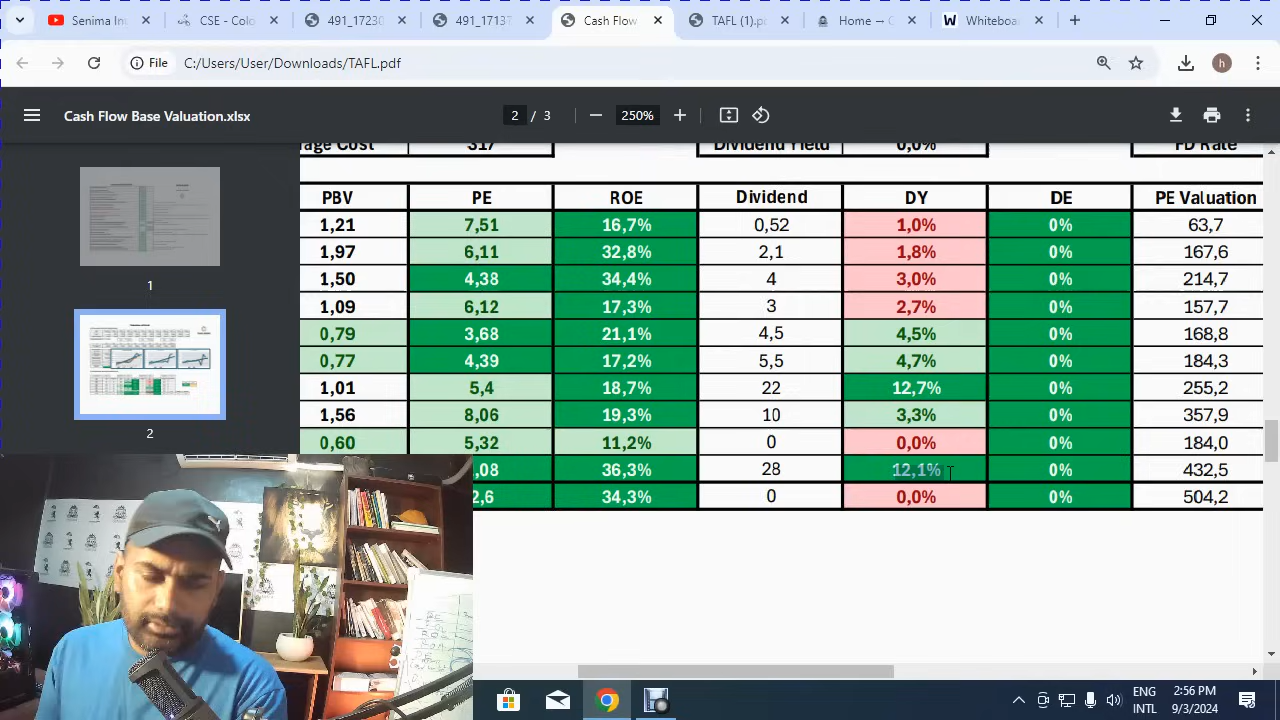 Senima In
CSE - Colo
491_17230
491_17137
Cash Flow
TAFL (1).p
Home — C
Whiteboa
File C:/Users/User/Downloads/TAFL.pdf h
Cash Flow Base Valuation.xlsx 2 / 3 250%
age Cost 317 Dividend Yield 0,0% FD Rate
PBV PE ROE Dividend DY DE PE Valuation
1,21 7,51 16,7% 0,52 1,0% 0% 63,7
1,97 6,11 32,8% 2,1 1,8% 0% 167,6
1,50 4,38 34,4% 4 3,0% 0% 214,7
1,09 6,12 17,3% 3 2,7% 0% 157,7
0,79 3,68 21,1% 4,5 4,5% 0% 168,8
0,77 4,39 17,2% 5,5 4,7% 0% 184,3
1,01 5,4 18,7% 22 12,7% 0% 255,2
1,56 8,06 19,3% 10 3,3% 0% 357,9
0,60 5,32 11,2% 0 0,0% 0% 184,0
,08 36,3% 28 12,1% 0% 432,5
2,6 34,3% 0 0,0% 0% 504,2
1
2
ENG
INTL
2:56 PM
9/3/2024